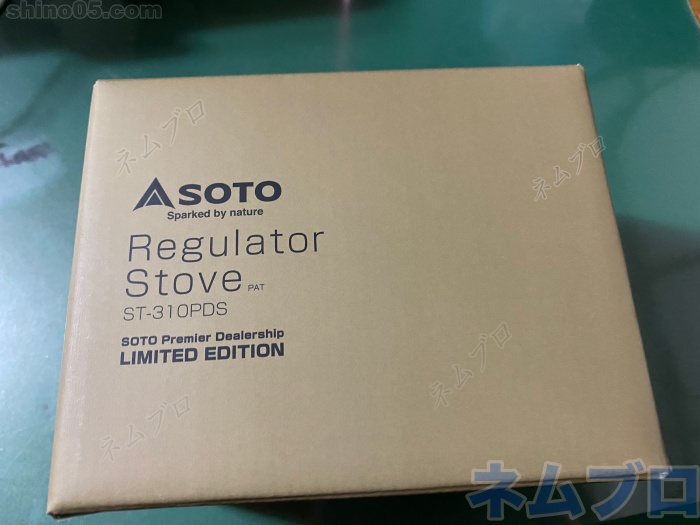 shino05.com
ネムブロ
ネムブロ
SOTO
Sparked by nature
Regulator
Stove PAT
ST-310PDS
SOTO Premier Dealership
LIMITED EDITION
ネムブロ
ネムブロ
ネムブロ